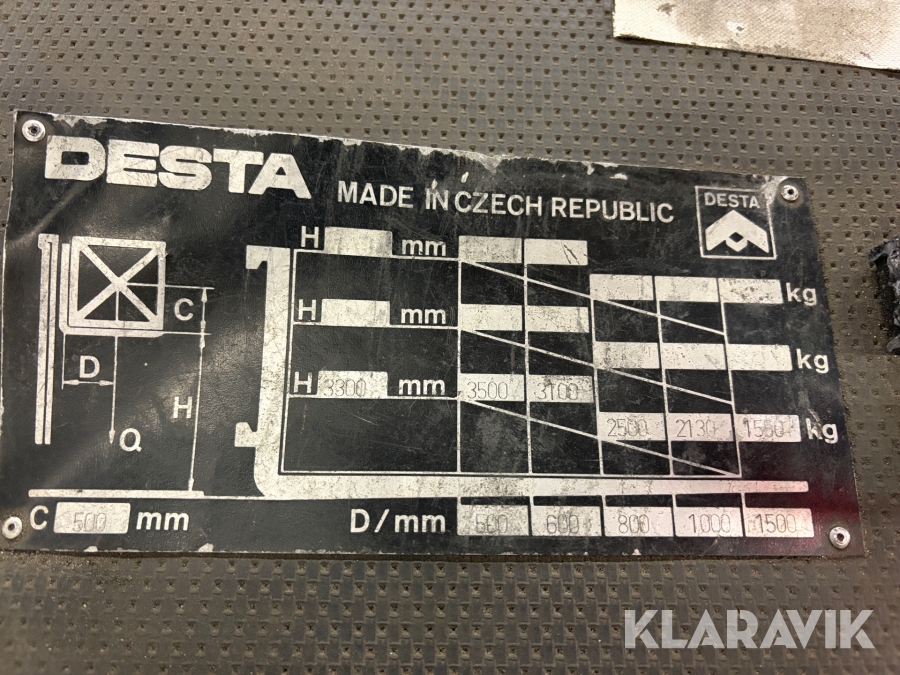 DESTA
MADE IN CZECH REPUBLIC
DESTA
H mm
kg
C
H mm
kg
D
H
H 3300 mm 3500 3100
2500 2130 kg
Q
C 500 mm D/mm 500 600 800 1000 1500
KLARAVIK